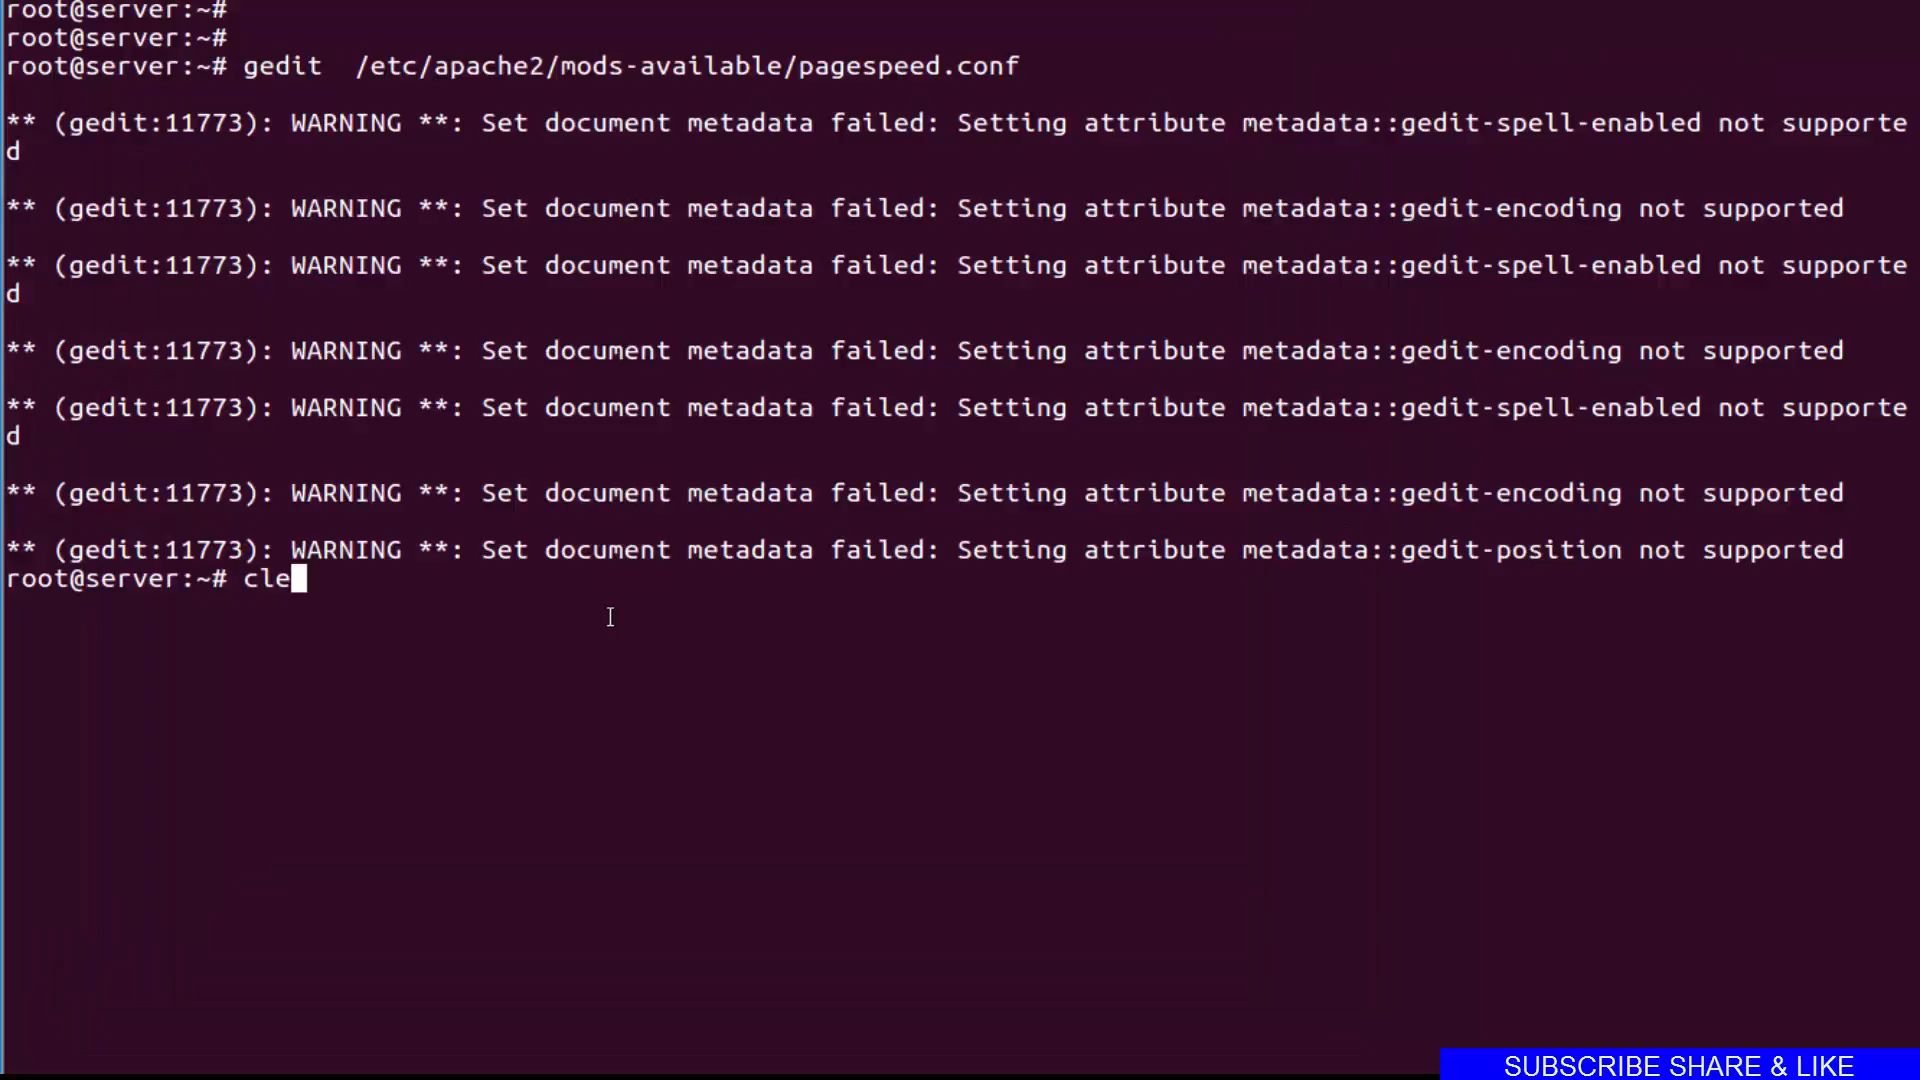 root@server:~#
root@server:~#
root@server:~# gedit  /etc/apache2/mods-available/pagespeed.conf
** (gedit:11773): WARNING **: Set document metadata failed: Setting attribute metadata::gedit-spell-enabled not supporte
d
** (gedit:11773): WARNING **: Set document metadata failed: Setting attribute metadata::gedit-encoding not supported
** (gedit:11773): WARNING **: Set document metadata failed: Setting attribute metadata::gedit-spell-enabled not supporte
d
** (gedit:11773): WARNING **: Set document metadata failed: Setting attribute metadata::gedit-encoding not supported
** (gedit:11773): WARNING **: Set document metadata failed: Setting attribute metadata::gedit-spell-enabled not supporte
d
** (gedit:11773): WARNING **: Set document metadata failed: Setting attribute metadata::gedit-encoding not supported
** (gedit:11773): WARNING **: Set document metadata failed: Setting attribute metadata::gedit-position not supported
root@server:~# cle
SUBSCRIBE SHARE & LIKE